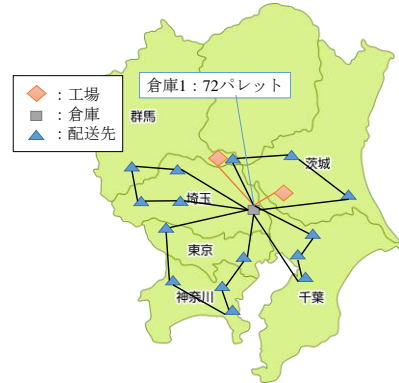 ：工場
：倉庫
：配送先
倉庫1：72パレット
群馬
茨城
埼玉
東京
神奈川
千葉